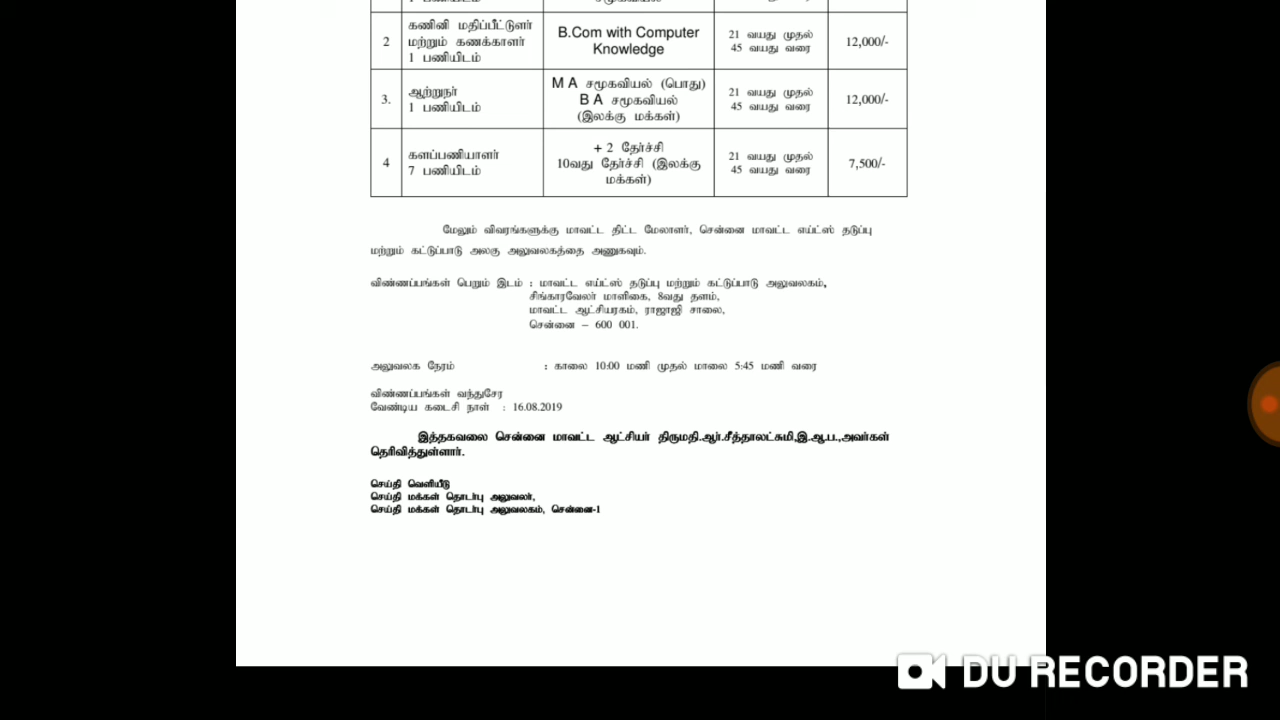 சமூகவியல்
2
கணினி மதிப்பீட்டுளர்
மற்றும் கணக்காளர்
1 பணியிடம்
B.Com with Computer
Knowledge
21 வயது முதல்
45 வயது வரை
12,000/-
3.
ஆற்றுநர்
1 பணியிடம்
M A சமூகவியல் (பொது)
B A சமூகவியல்
(இலக்கு மக்கள்)
21 வயது முதல்
45 வயது வரை
12,000/-
4
களப்பணியாளர்
7 பணியிடம்
+ 2 தேர்ச்சி
10வது தேர்ச்சி (இலக்கு
மக்கள்)
21 வயது முதல்
45 வயது வரை
7,500/-
மேலும் விவரங்களுக்கு மாவட்ட திட்ட மேலாளர், சென்னை மாவட்ட எய்ட்ஸ் தடுப்பு
மற்றும் கட்டுப்பாடு அலகு அலுவலகத்தை அணுகவும்.
விண்ணப்பங்கள் பெறும் இடம் : மாவட்ட எய்ட்ஸ் தடுப்பு மற்றும் கட்டுப்பாடு அலுவலகம்,
சிங்காரவேலர் மாளிகை, 8வது தளம்,
மாவட்ட ஆட்சியரகம், ராஜாஜி சாலை,
சென்னை – 600 001.
அலுவலக நேரம் : காலை 10:00 மணி முதல் மாலை 5:45 மணி வரை
விண்ணப்பங்கள் வந்துசேர
வேண்டிய கடைசி நாள் : 16.08.2019
இத்தகவலை சென்னை மாவட்ட ஆட்சியர் திருமதி.ஆர்.சீத்தாலட்சுமி,இ.ஆ.ப.,அவர்கள்
தெரிவித்துள்ளார்.
செய்தி வெளியீடு
செய்தி மக்கள் தொடர்பு அலுவலர்,
செய்தி மக்கள் தொடர்பு அலுவலகம், சென்னை-1
DU RECORDER